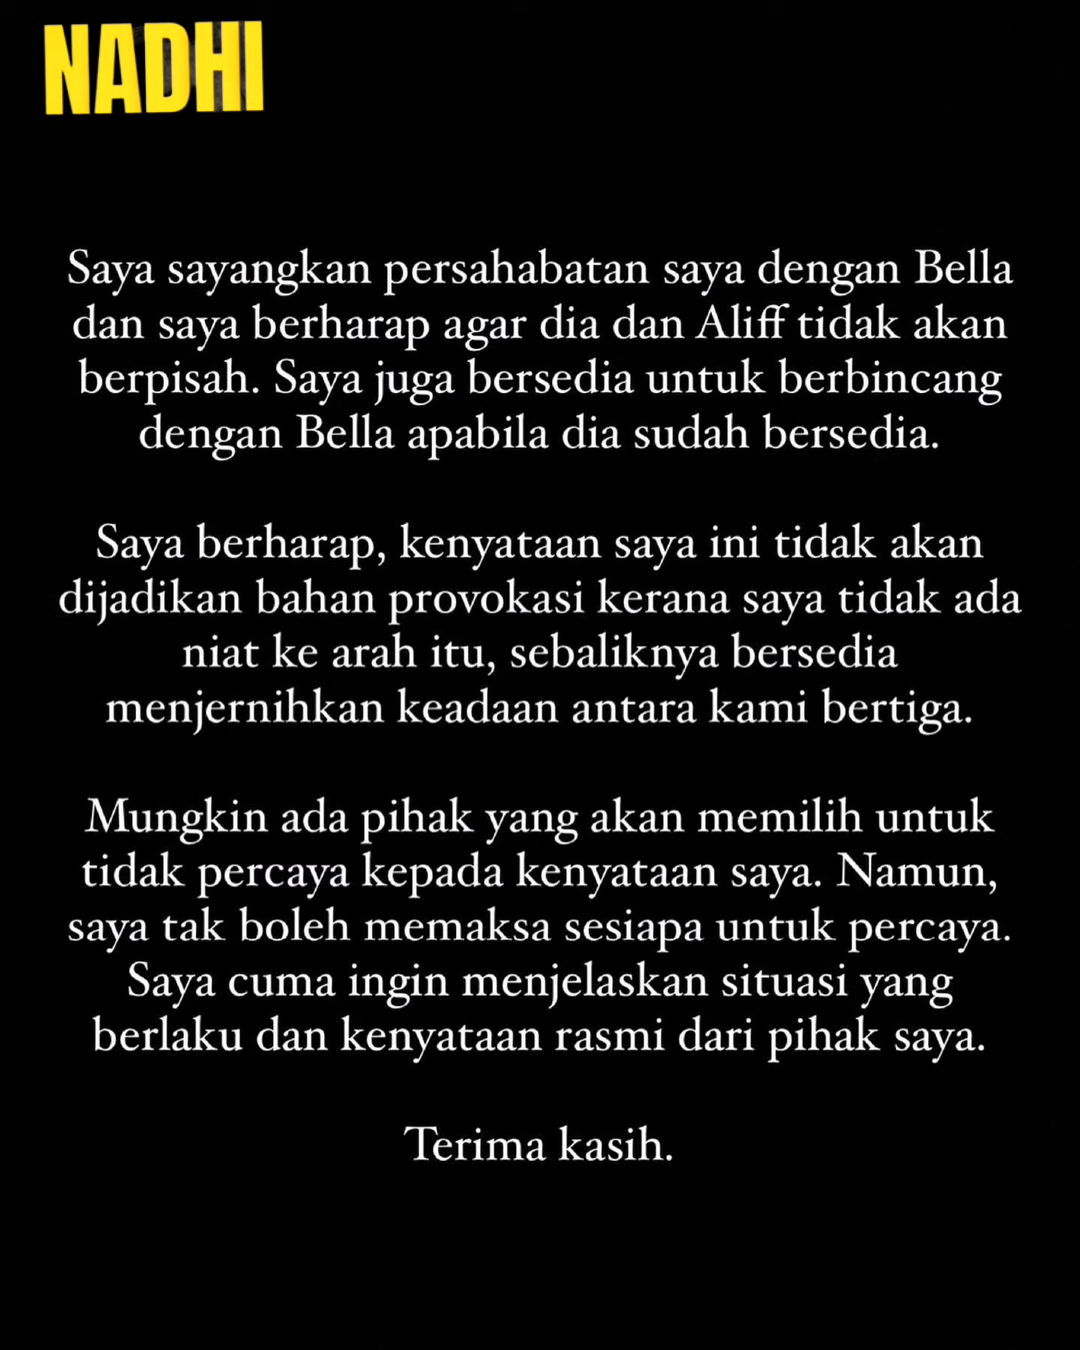 NADHI
Saya sayangkan persahabatan saya dengan Bella
dan saya berharap agar dia dan Aliff tidak akan
berpisah. Saya juga bersedia untuk berbincang
dengan Bella apabila dia sudah bersedia.
Saya berharap, kenyataan saya ini tidak akan
dijadikan bahan provokasi kerana saya tidak ada
niat ke arah itu, sebaliknya bersedia
menjernihkan keadaan antara kami bertiga.
Mungkin ada pihak yang akan memilih untuk
tidak percaya kepada kenyataan saya. Namun,
saya tak boleh memaksa sesiapa untuk percaya.
Saya cuma ingin menjelaskan situasi yang
berlaku dan kenyataan rasmi dari pihak saya.
Terima kasih.